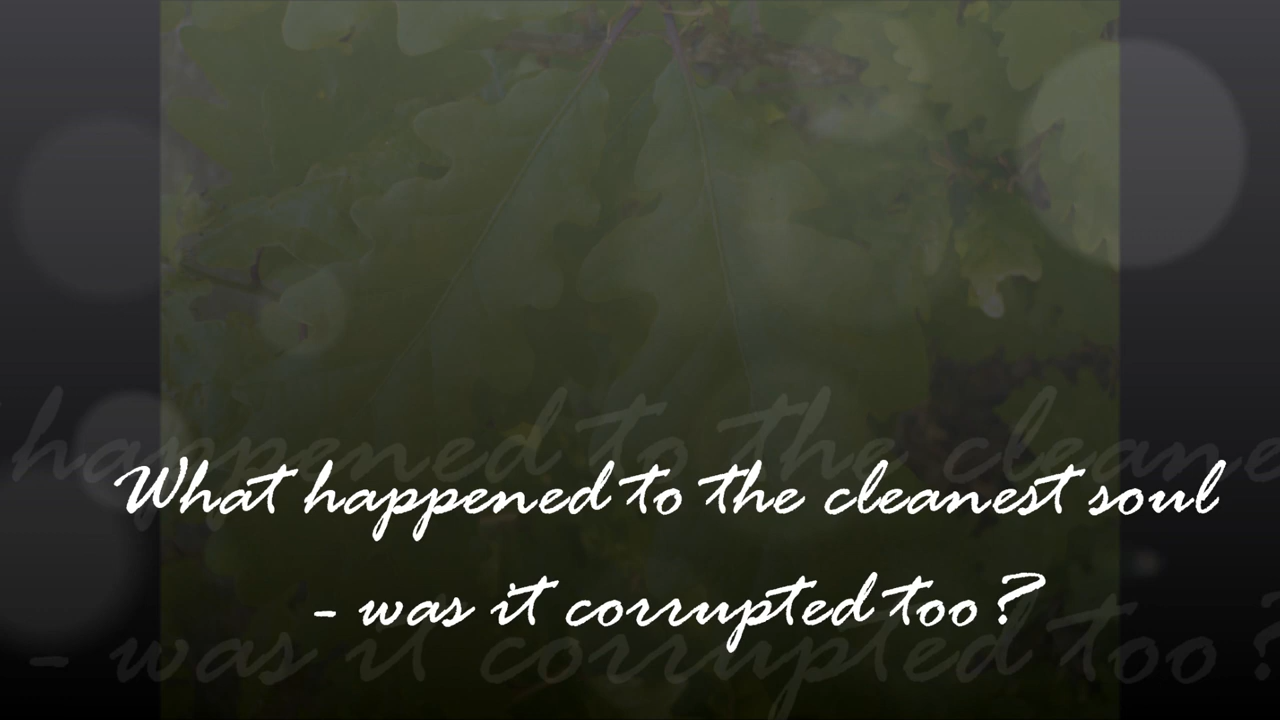 What happened to the cleanest soul
- was it corrupted too?